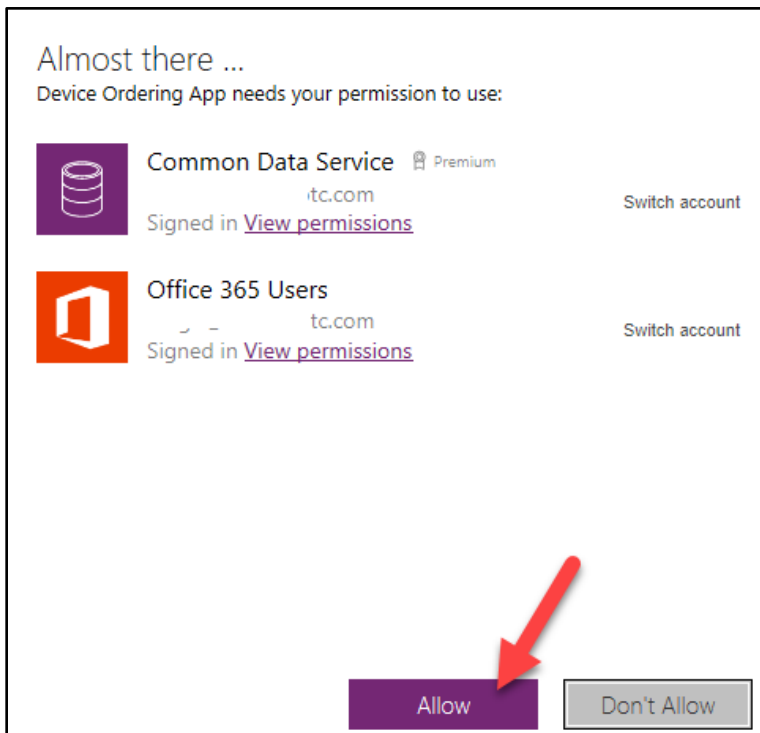 Almost there ...
Device Ordering App needs your permission to use:
Common Data Service Premium
tc.com
Switch account
Signed in View permissions
Office 365 Users
tc.com
Switch account
Signed in View permissions
Allow
Don't Allow